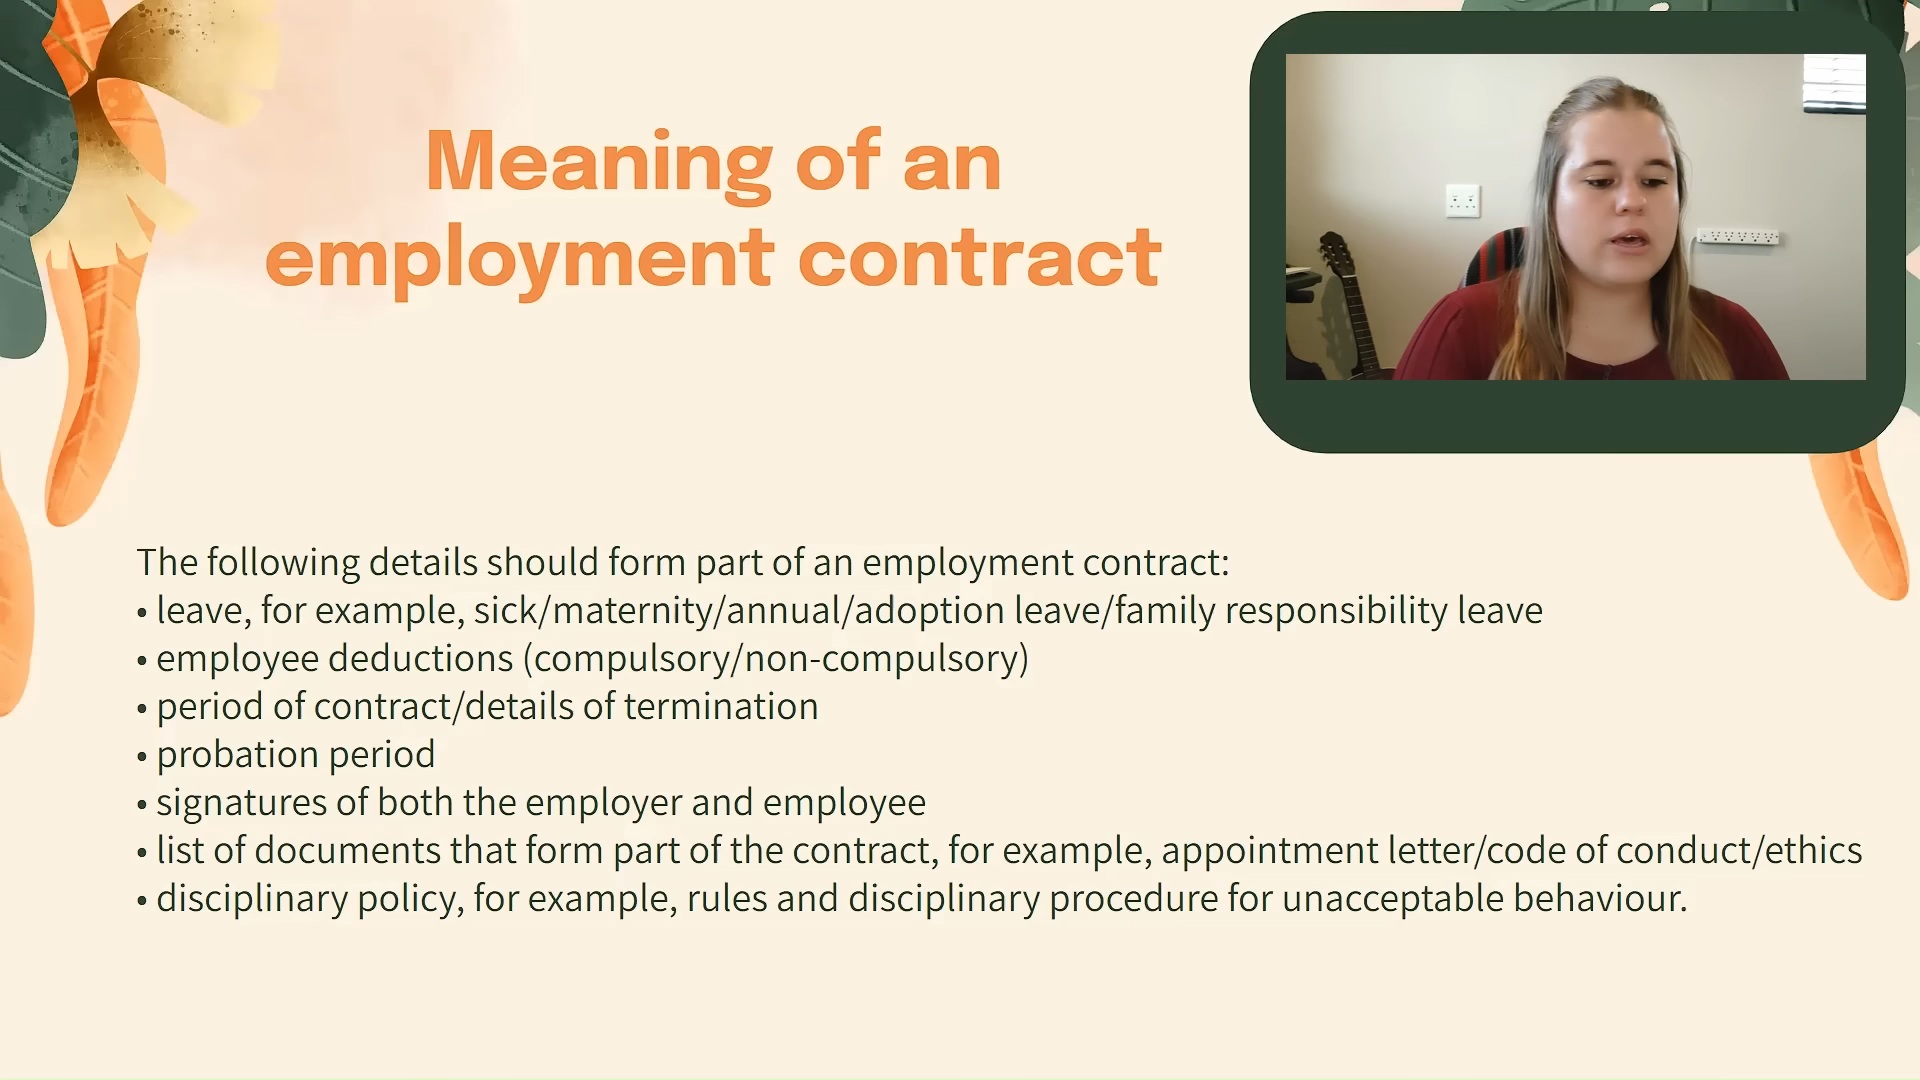 Meaning of an
employment contract
The following details should form part of an employment contract:
• leave, for example, sick/maternity/annual/adoption leave/family responsibility leave
• employee deductions (compulsory/non-compulsory)
• period of contract/details of termination
• probation period
• signatures of both the employer and employee
• list of documents that form part of the contract, for example, appointment letter/code of conduct/ethics
• disciplinary policy, for example, rules and disciplinary procedure for unacceptable behaviour.